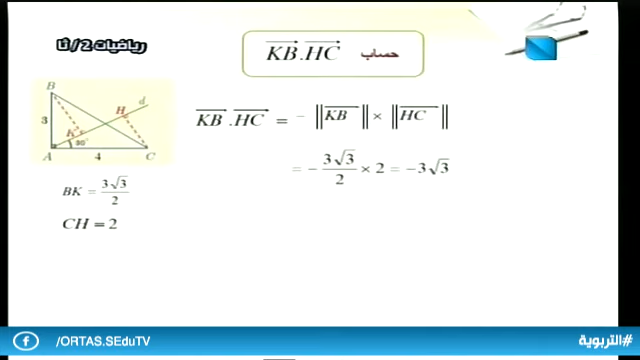 رياضيات 2 / ثا
حساب KB⃗ . HC⃗
B
H
d
3
K
30°
A
4
C
KB⃗ . HC⃗ = − ‖KB⃗‖ × ‖HC⃗‖
= − 3√3/2 × 2 = −3√3
BK = 3√3/2
CH = 2
/ORTAS.SEduTV
#التربوية